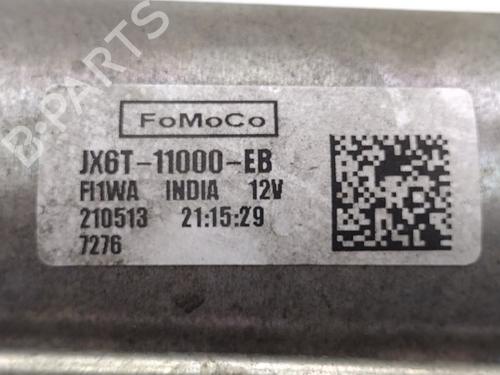 B-PARTS
FoMoCo
JX6T-11000-EB
FI1WA INDIA 12V
210513 21:15:29
7276